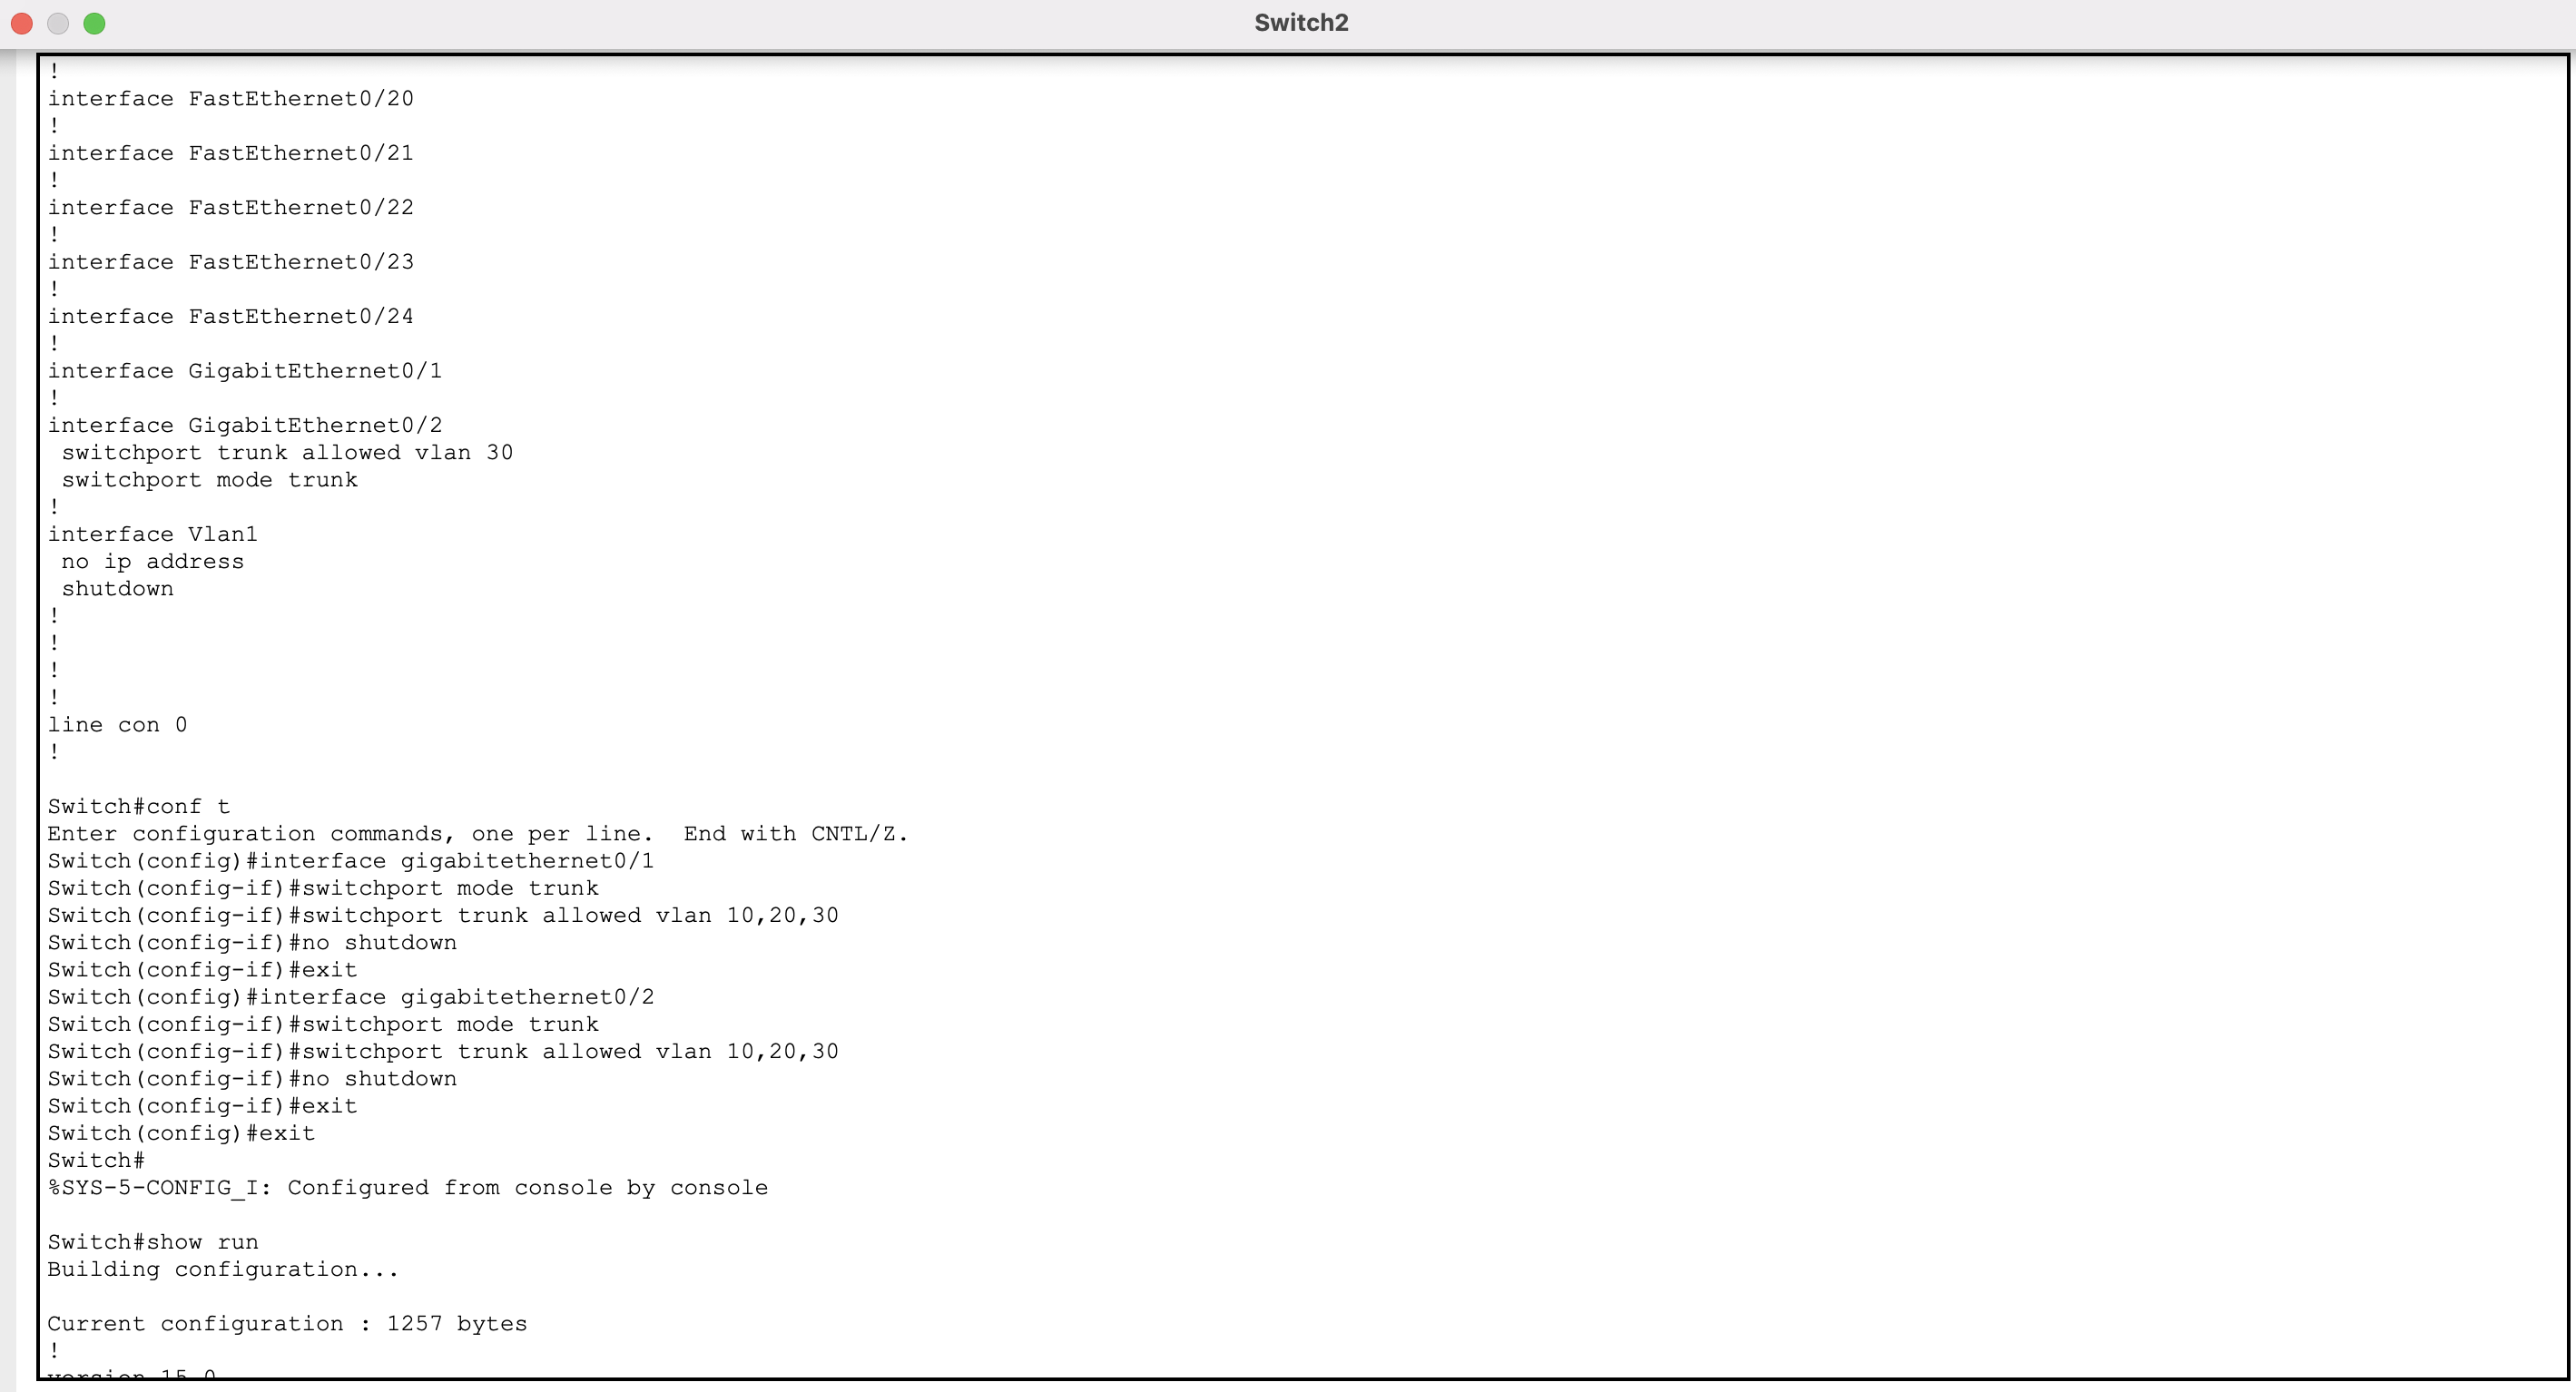 Switch2
!
interface FastEthernet0/20
!
interface FastEthernet0/21
!
interface FastEthernet0/22
!
interface FastEthernet0/23
!
interface FastEthernet0/24
!
interface GigabitEthernet0/1
!
interface GigabitEthernet0/2
 switchport trunk allowed vlan 30
 switchport mode trunk
!
interface Vlan1
 no ip address
 shutdown
!
!
!
!
line con 0
!

Switch#conf t
Enter configuration commands, one per line.  End with CNTL/Z.
Switch(config)#interface gigabitethernet0/1
Switch(config-if)#switchport mode trunk
Switch(config-if)#switchport trunk allowed vlan 10,20,30
Switch(config-if)#no shutdown
Switch(config-if)#exit
Switch(config)#interface gigabitethernet0/2
Switch(config-if)#switchport mode trunk
Switch(config-if)#switchport trunk allowed vlan 10,20,30
Switch(config-if)#no shutdown
Switch(config-if)#exit
Switch(config)#exit
Switch#
%SYS-5-CONFIG_I: Configured from console by console

Switch#show run
Building configuration...

Current configuration : 1257 bytes
!
version 15.0